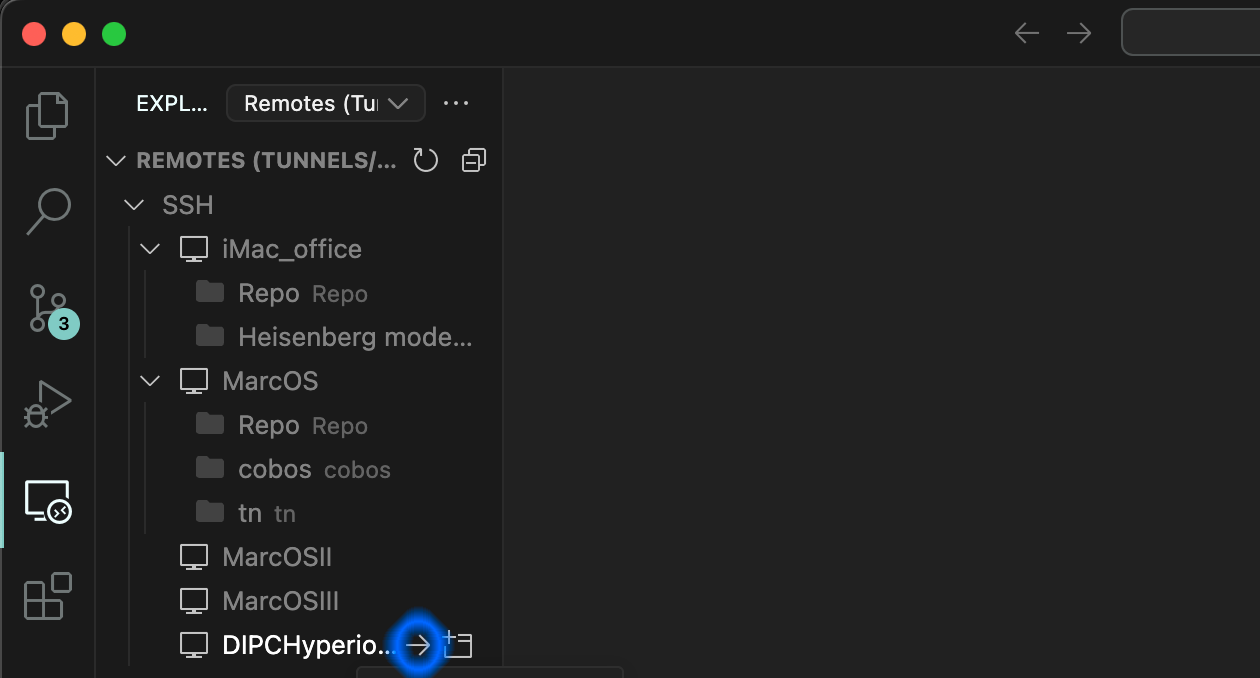 EXPL... Remotes (Tu
REMOTES (TUNNELS/...
SSH
iMac_office
Repo Repo
Heisenberg mode...
3
MarcOS
Repo Repo
cobos cobos
tn tn
MarcOSII
MarcOSIII
DIPCHyperio...